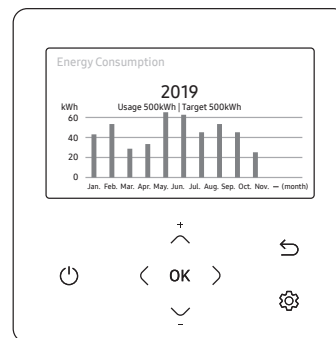 Energy Consumption
2019
kWh
Usage 500kWh | Target 500kWh
60
40
20
0
Jan. Feb. Mar. Apr. May. Jun. Jul. Aug. Sep. Oct. Nov. — (month)
+
OK
−